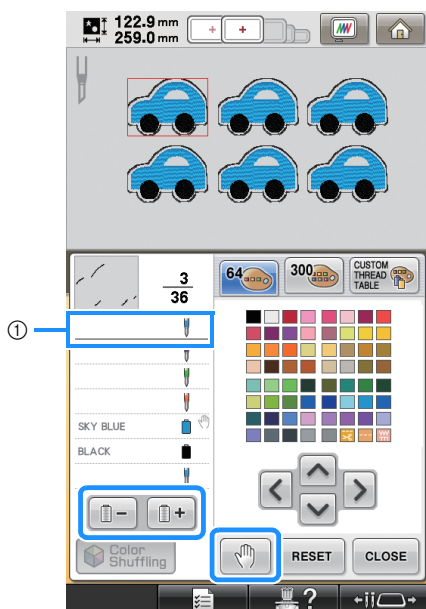 122.9 mm
259.0 mm
3
36
64
300
CUSTOM
THREAD
TABLE
①
SKY BLUE
BLACK
−
+
Color
Shuffling
RESET
CLOSE
?